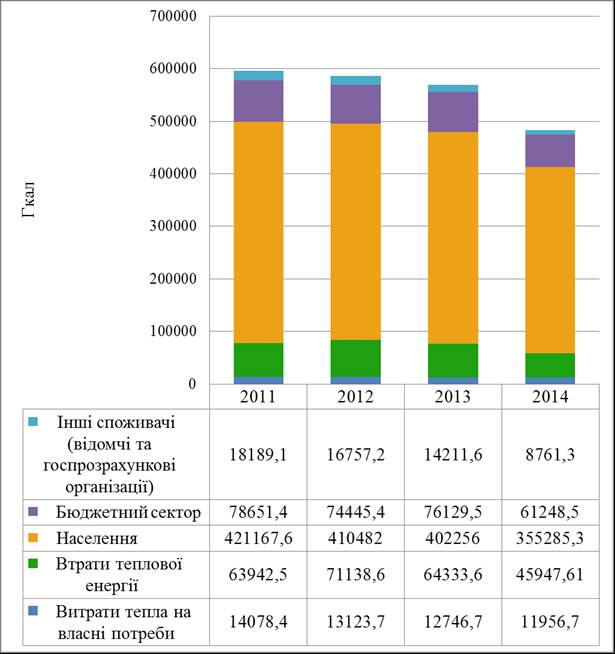 700000
600000
500000
400000
300000
200000
100000
0
Гкал
2011 2012 2013 2014
Інші споживачі
(відомчі та
госпрозрахункові
організації)
18189,1 16757,2 14211,6 8761,3
Бюджетний сектор 78651,4 74445,4 76129,5 61248,5
Населення 421167,6 410482 402256 355285,3
Втрати теплової
енергії
63942,5 71138,6 64333,6 45947,61
Витрати тепла на
власні потреби
14078,4 13123,7 12746,7 11956,7